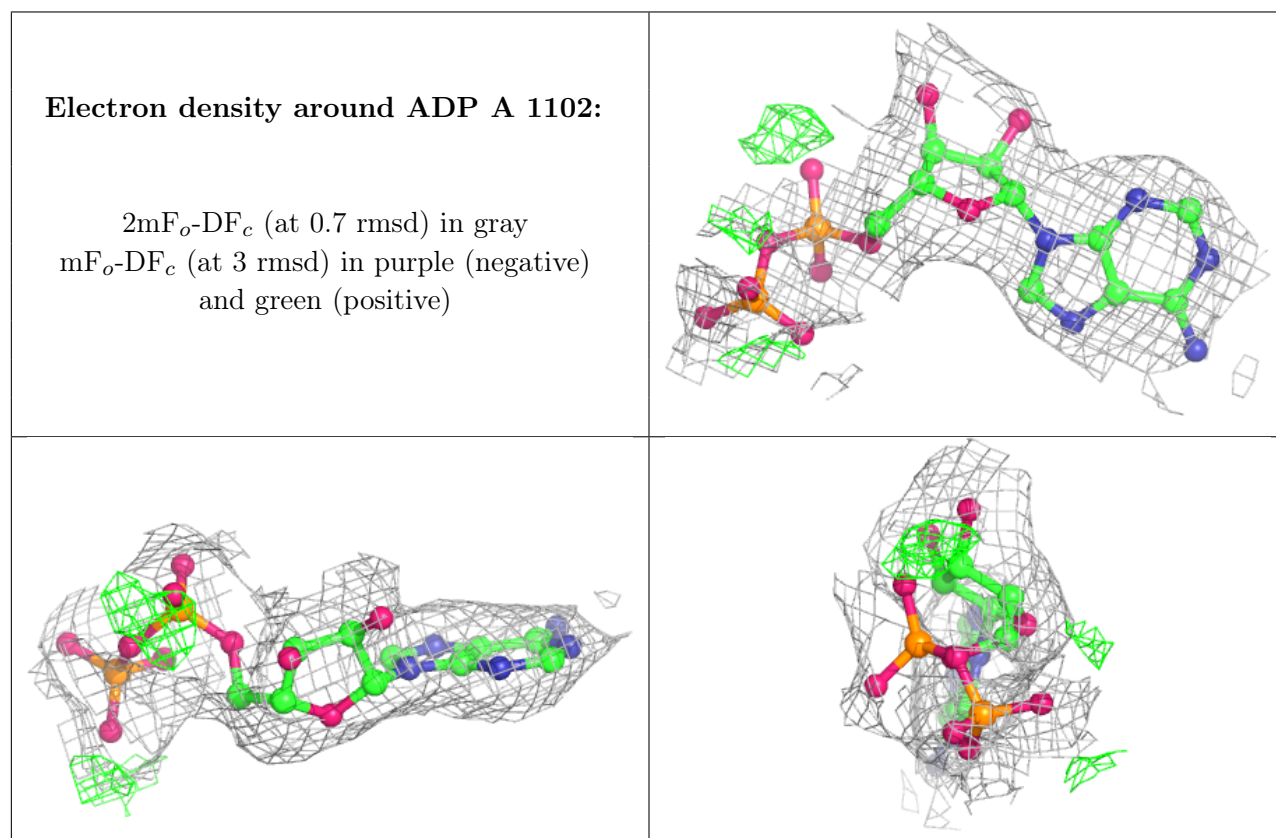 Electron density around ADP A 1102:
2mFo-DFc (at 0.7 rmsd) in gray
mFo-DFc (at 3 rmsd) in purple (negative)
and green (positive)